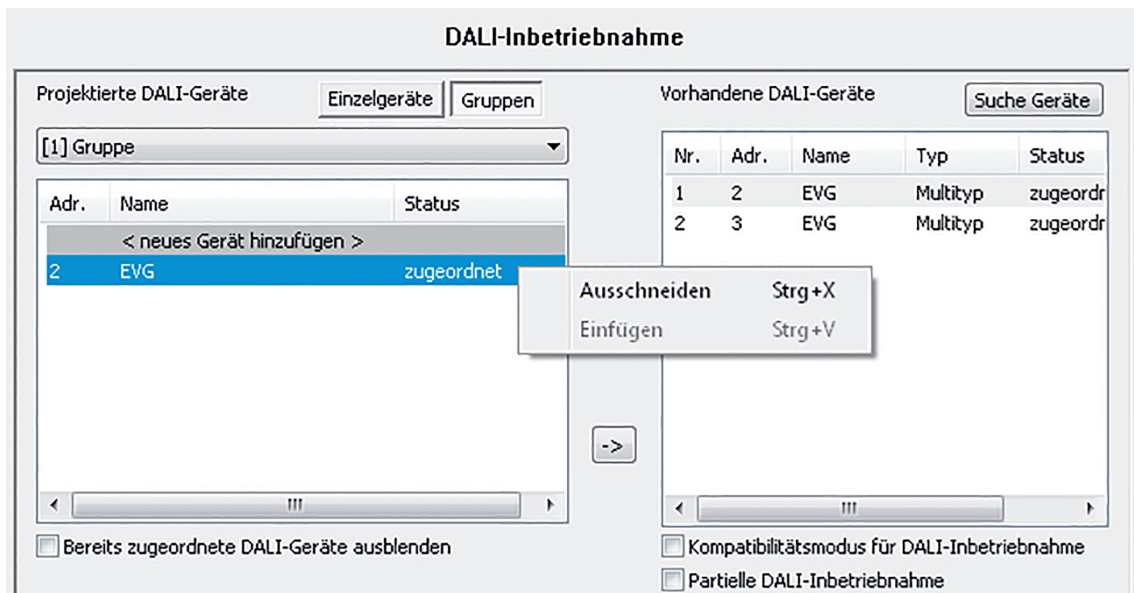 DALI-Inbetriebnahme
Projektierte DALI-Geräte
Einzelgeräte
Gruppen
[1] Gruppe
Adr. Name Status
< neues Gerät hinzufügen >
2 EVG zugeordnet
Ausschneiden Strg+X
Einfügen Strg+V
->
Bereits zugeordnete DALI-Geräte ausblenden
Vorhandene DALI-Geräte
Suche Geräte
Nr. Adr. Name Typ Status
1 2 EVG Multityp zugeordr
2 3 EVG Multityp zugeordr
Kompatibilitätsmodus für DALI-Inbetriebnahme
Partielle DALI-Inbetriebnahme